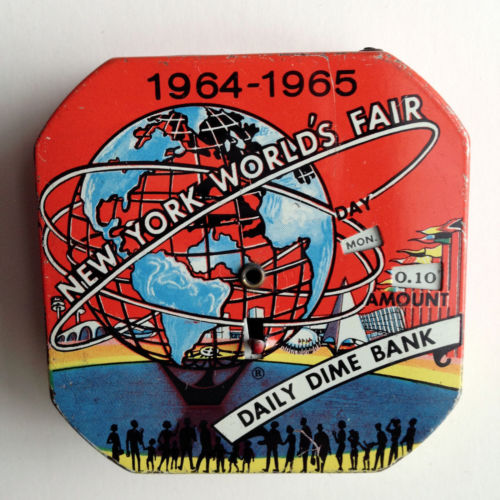 1964-1965
NEW YORK WORLD'S FAIR
DAY
MON.
0.10
AMOUNT
DAILY DIME BANK
®